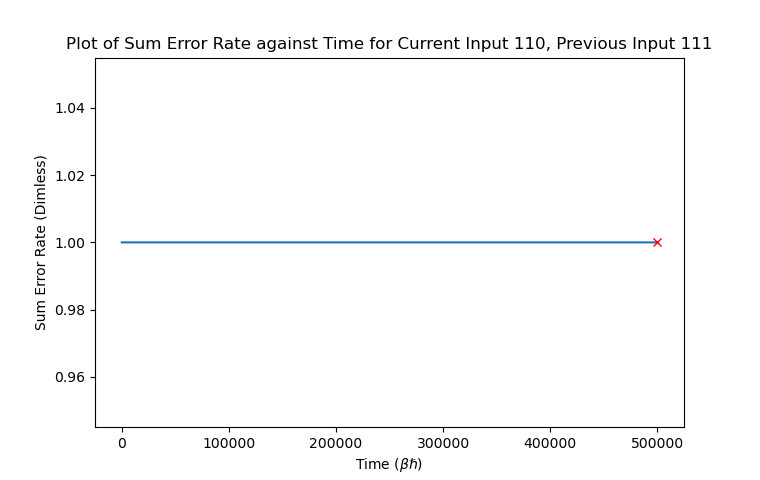 Plot of Sum Error Rate against Time for Current Input 110, Previous Input 111
1.04
1.02
1.00
0.98
0.96
Sum Error Rate (Dimless)
0 100000 200000 300000 400000 500000
Time (βℏ)